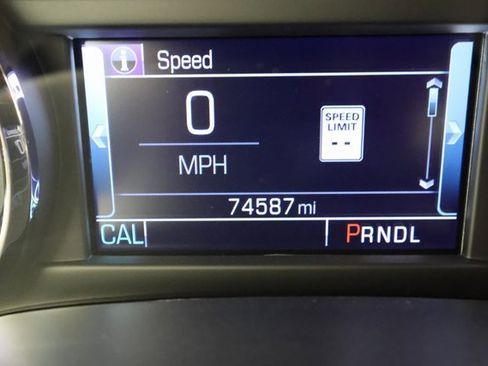 Speed
0
MPH
SPEED
LIMIT
--
74587 mi
CAL
PRNDL